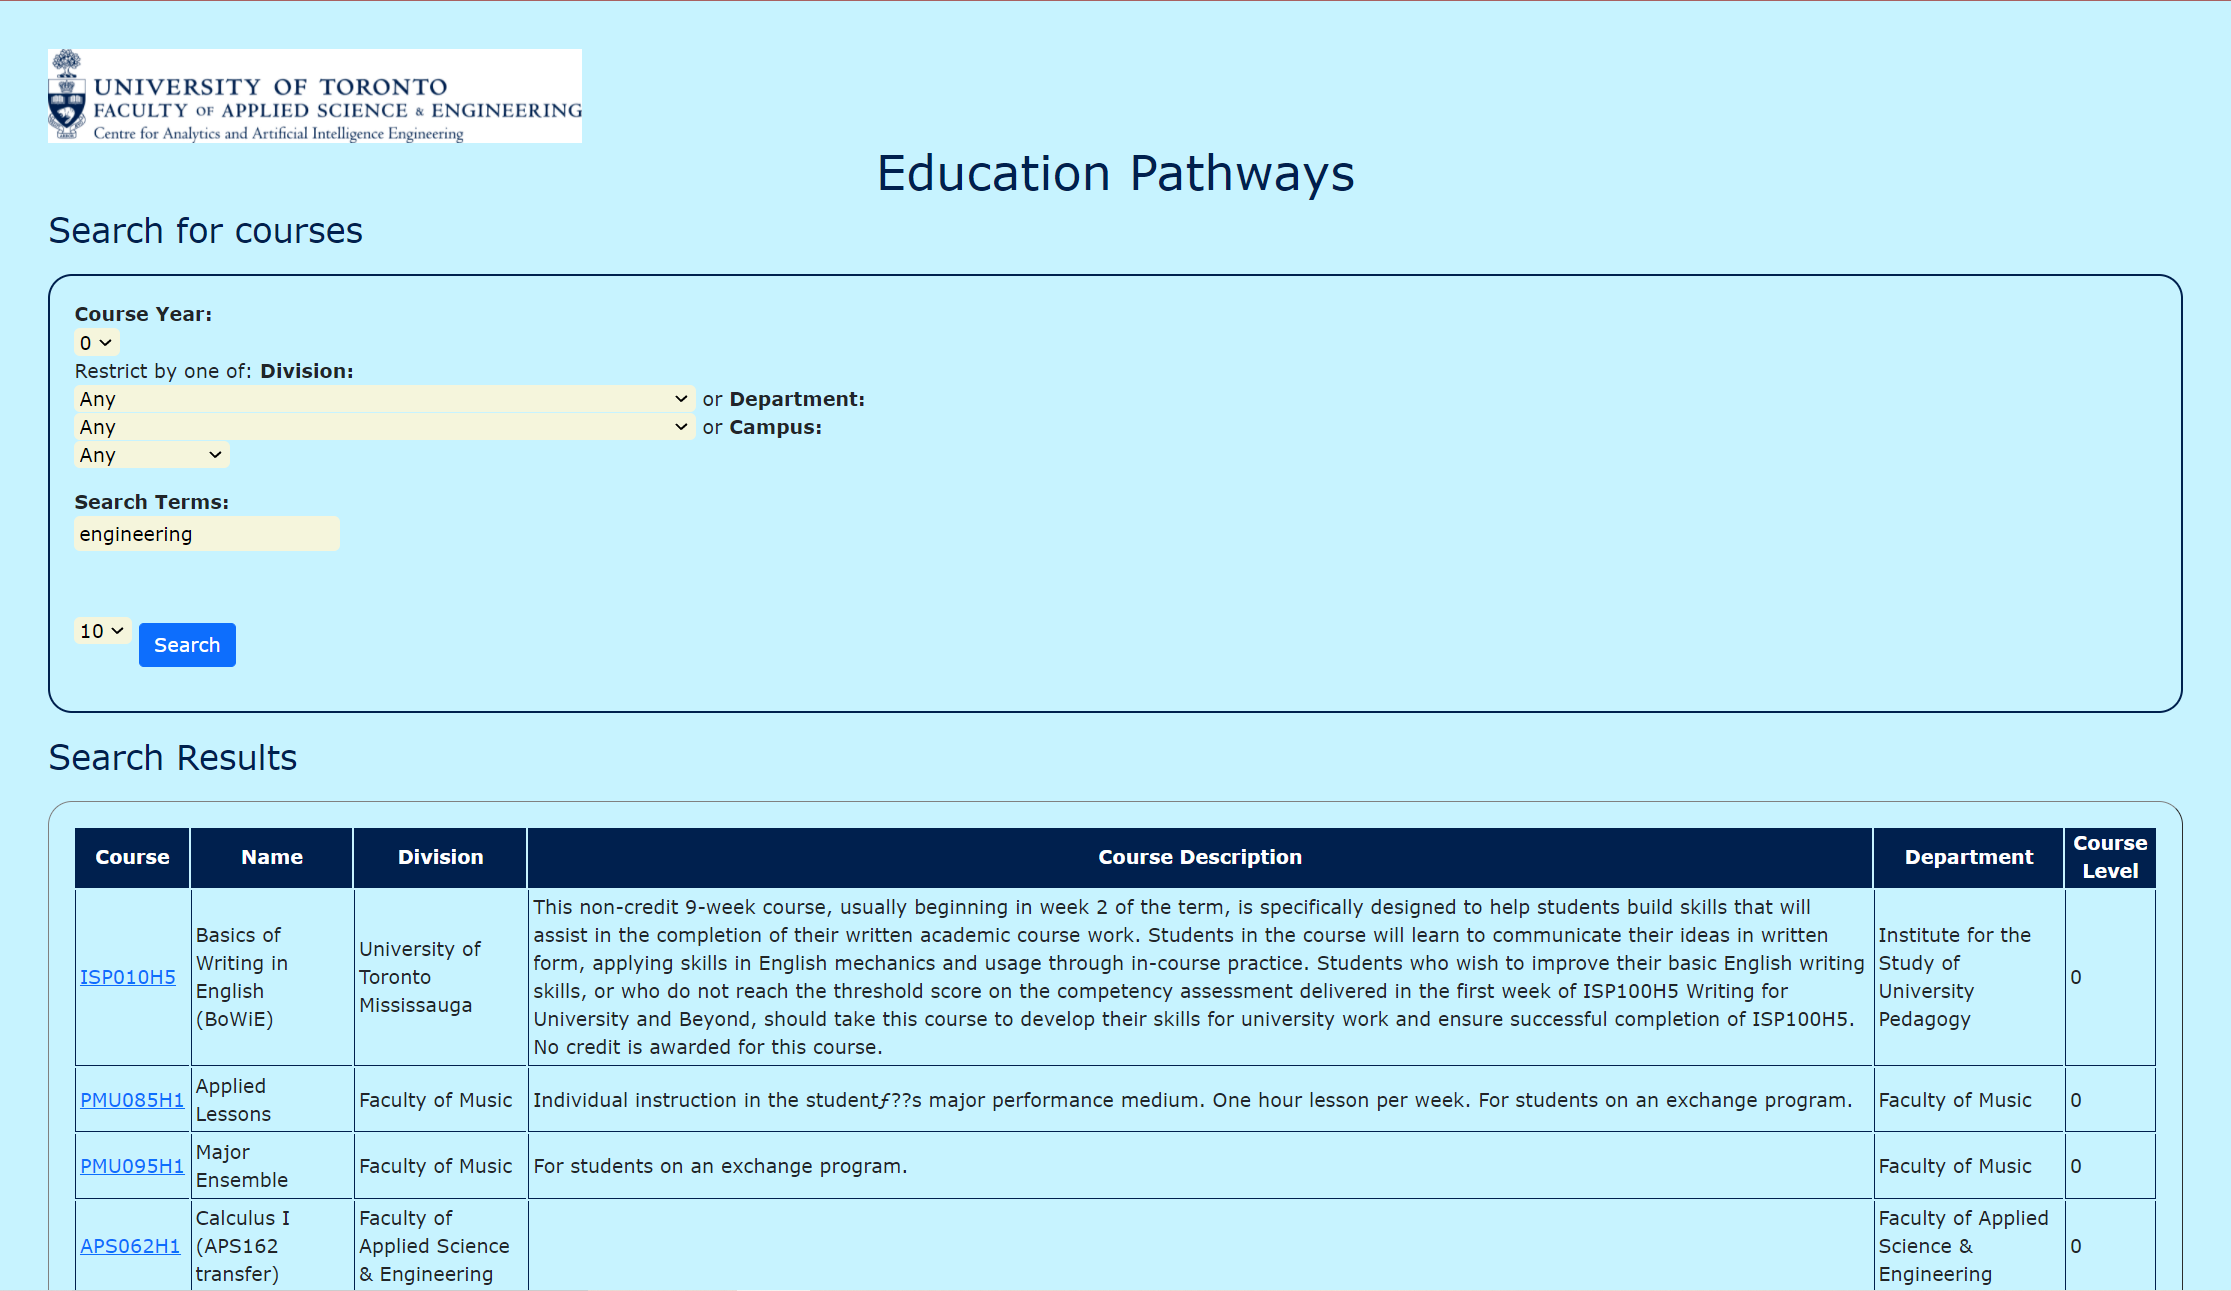 UNIVERSITY OF TORONTO
FACULTY OF APPLIED SCIENCE & ENGINEERING
Centre for Analytics and Artificial Intelligence Engineering
Education Pathways
Search for courses
Course Year:
0
Restrict by one of: Division:
Any or Department:
Any or Campus:
Any
Search Terms:
engineering
10 Search
Search Results
Course Name Division Course Description Department Course Level
ISP010H5
Basics of
Writing in
English
(BoWiE)
University of
Toronto
Mississauga
This non-credit 9-week course, usually beginning in week 2 of the term, is specifically designed to help students build skills that will
assist in the completion of their written academic course work. Students in the course will learn to communicate their ideas in written
form, applying skills in English mechanics and usage through in-course practice. Students who wish to improve their basic English writing
skills, or who do not reach the threshold score on the competency assessment delivered in the first week of ISP100H5 Writing for
University and Beyond, should take this course to develop their skills for university work and ensure successful completion of ISP100H5.
No credit is awarded for this course.
Institute for the
Study of
University
Pedagogy
0
PMU085H1
Applied
Lessons
Faculty of Music
Individual instruction in the studentƒ??s major performance medium. One hour lesson per week. For students on an exchange program.
Faculty of Music
0
PMU095H1
Major
Ensemble
Faculty of Music
For students on an exchange program.
Faculty of Music
0
APS062H1
Calculus I
(APS162
transfer)
Faculty of
Applied Science
& Engineering
Faculty of Applied
Science &
Engineering
0